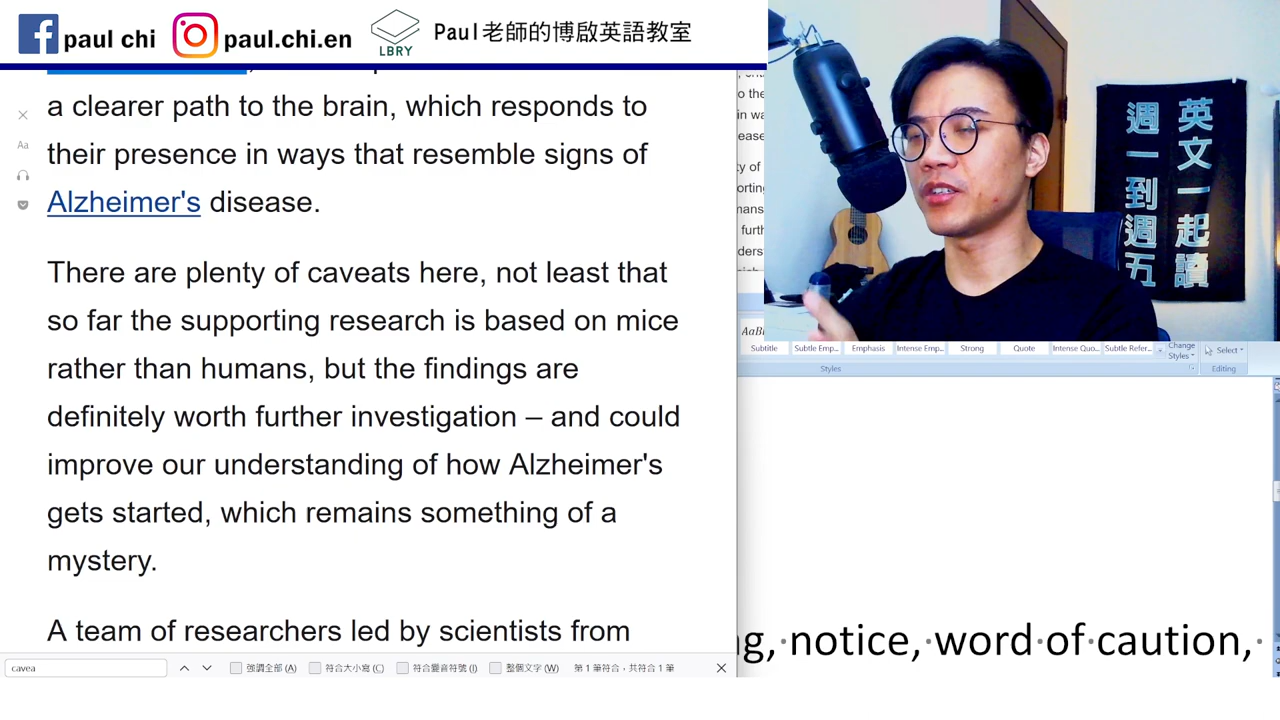 paul chi
paul.chi.en
LBRY
Paul老師的博啟英語教室
a clearer path to the brain, which responds to
their presence in ways that resemble signs of
Alzheimer's disease.
There are plenty of caveats here, not least that
so far the supporting research is based on mice
rather than humans, but the findings are
definitely worth further investigation – and could
improve our understanding of how Alzheimer's
gets started, which remains something of a
mystery.
A team of researchers led by scientists from
Aa
英文一起讀
週一到週五
Subtitle
Subtle Emp...
Emphasis
Intense Emp...
Strong
Quote
Intense Quo...
Subtle Refer...
Change
Styles
Select
Styles
Editing
notice, word of caution,
cavea
強調全部 (A)
符合大小寫 (C)
符合變音符號 (I)
整個文字 (W)
第 1 筆符合,共符合 1 筆